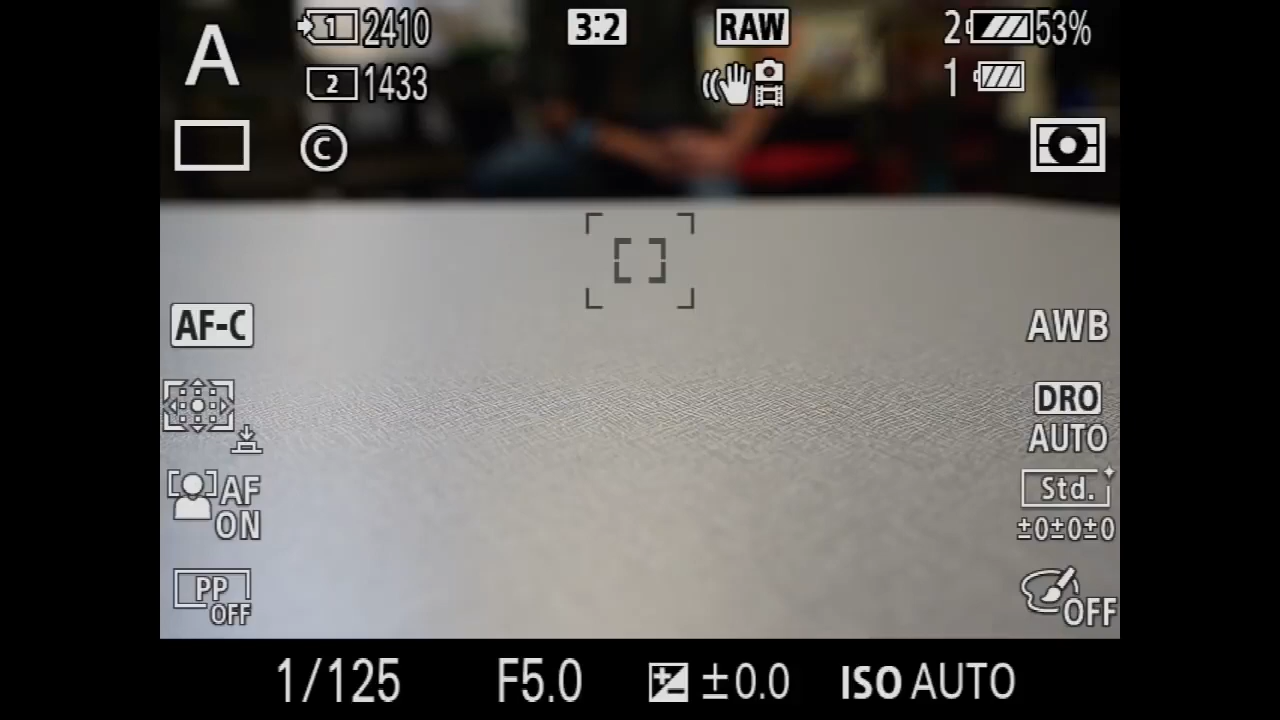 A
1 2410
3:2
RAW
2 53%
2 1433
1
C
AF-C
AWB
DRO
AUTO
Std.
AF
ON
±0±0±0
PP
OFF
OFF
1/125 F5.0 ±0.0 ISO AUTO